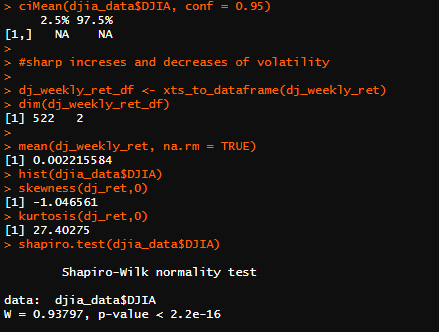 > ciMean(djia_data$DJIA, conf = 0.95)
     2.5% 97.5%
[1,]   NA    NA
>
> #sharp increses and decreases of volatility
>
> dj_weekly_ret_df <- xts_to_dataframe(dj_weekly_ret)
> dim(dj_weekly_ret_df)
[1] 522   2
>
> mean(dj_weekly_ret, na.rm = TRUE)
[1] 0.002215584
> hist(djia_data$DJIA)
> skewness(dj_ret,0)
[1] -1.046561
> kurtosis(dj_ret,0)
[1] 27.40275
> shapiro.test(djia_data$DJIA)
        Shapiro-Wilk normality test
data:  djia_data$DJIA
W = 0.93797, p-value < 2.2e-16